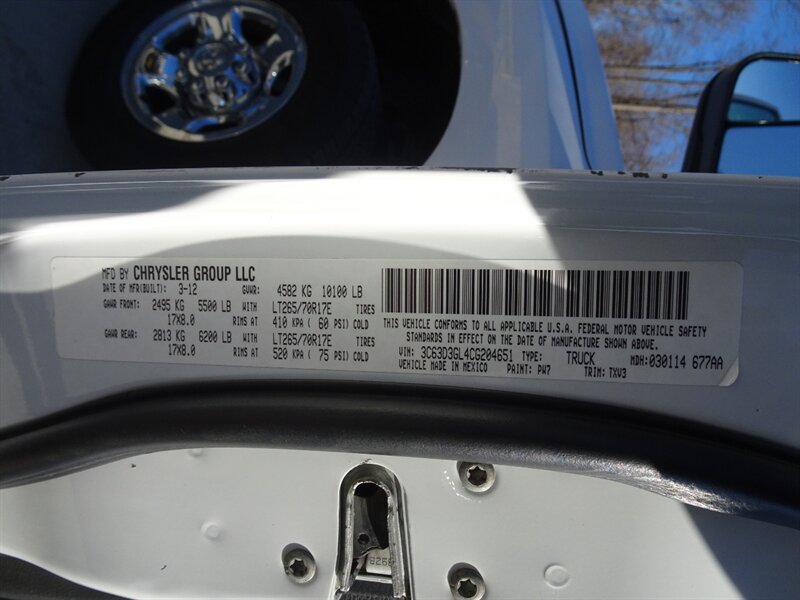 MFD BY CHRYSLER GROUP LLC
DATE OF MFR(BUILT): 3-12 GVWR: 4582 KG 10100 LB
GAWR FRONT: 2495 KG 5500 LB WITH LT265/70R17E TIRES
17X8.0 RIMS AT 410 KPA ( 60 PSI) COLD
GAWR REAR: 2813 KG 6200 LB WITH LT265/70R17E TIRES
17X8.0 RIMS AT 520 KPA ( 75 PSI) COLD
THIS VEHICLE CONFORMS TO ALL APPLICABLE U.S.A. FEDERAL MOTOR VEHICLE SAFETY
STANDARDS IN EFFECT ON THE DATE OF MANUFACTURE SHOWN ABOVE.
VIN: 3C63D3GL4CG204651 TYPE: TRUCK MDH: 030114 677AA
VEHICLE MADE IN MEXICO PAINT: PW7 TRIM: TXV3